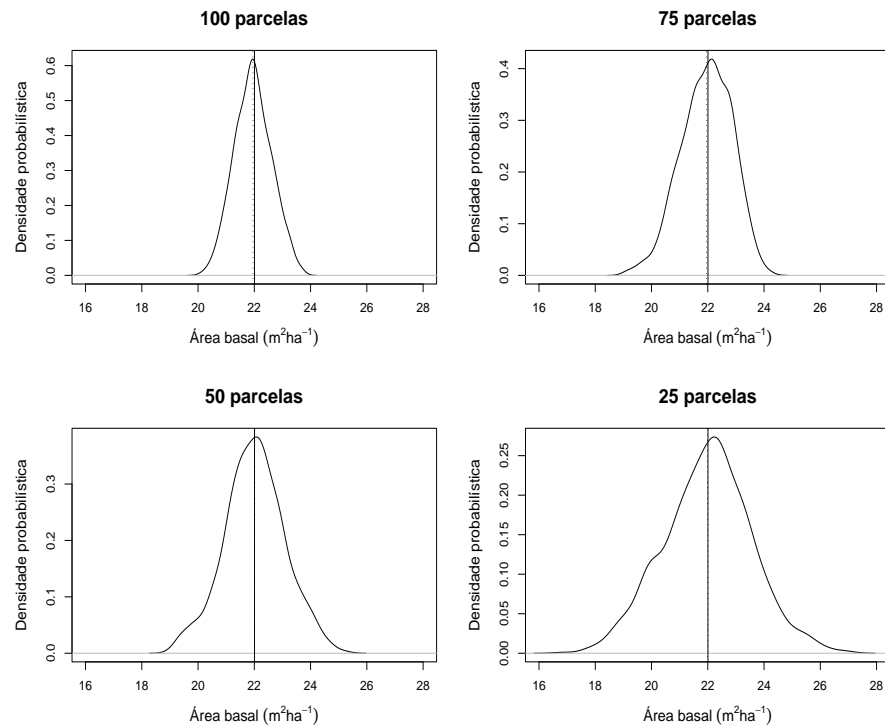 100 parcelas
Densidade probabilística
0.0 0.1 0.2 0.3 0.4 0.5 0.6
16 18 20 22 24 26 28
Área basal (m²ha⁻¹)
75 parcelas
Densidade probabilística
0.0 0.1 0.2 0.3 0.4
16 18 20 22 24 26 28
Área basal (m²ha⁻¹)
50 parcelas
Densidade probabilística
0.0 0.1 0.2 0.3
16 18 20 22 24 26 28
Área basal (m²ha⁻¹)
25 parcelas
Densidade probabilística
0.00 0.05 0.10 0.15 0.20 0.25
16 18 20 22 24 26 28
Área basal (m²ha⁻¹)